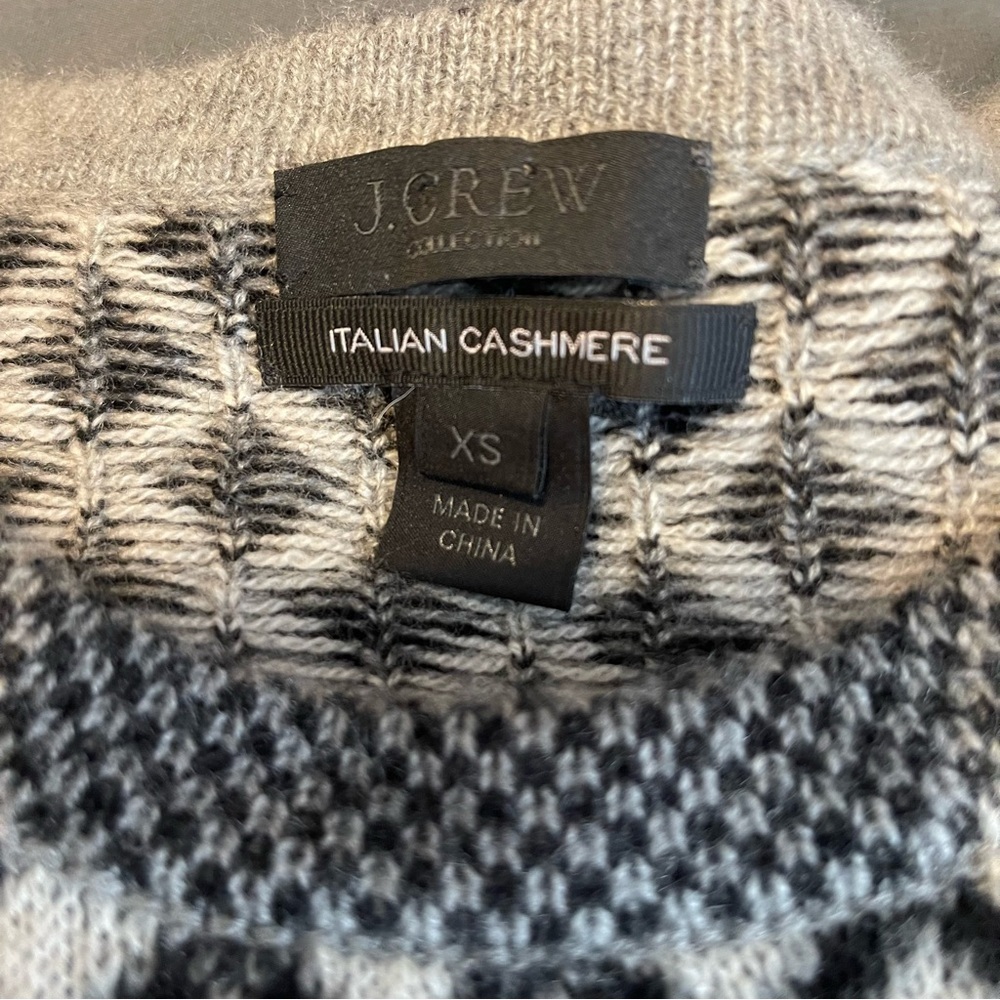 J.CREW
COLLECTION
ITALIAN CASHMERE
XS
MADE IN
CHINA